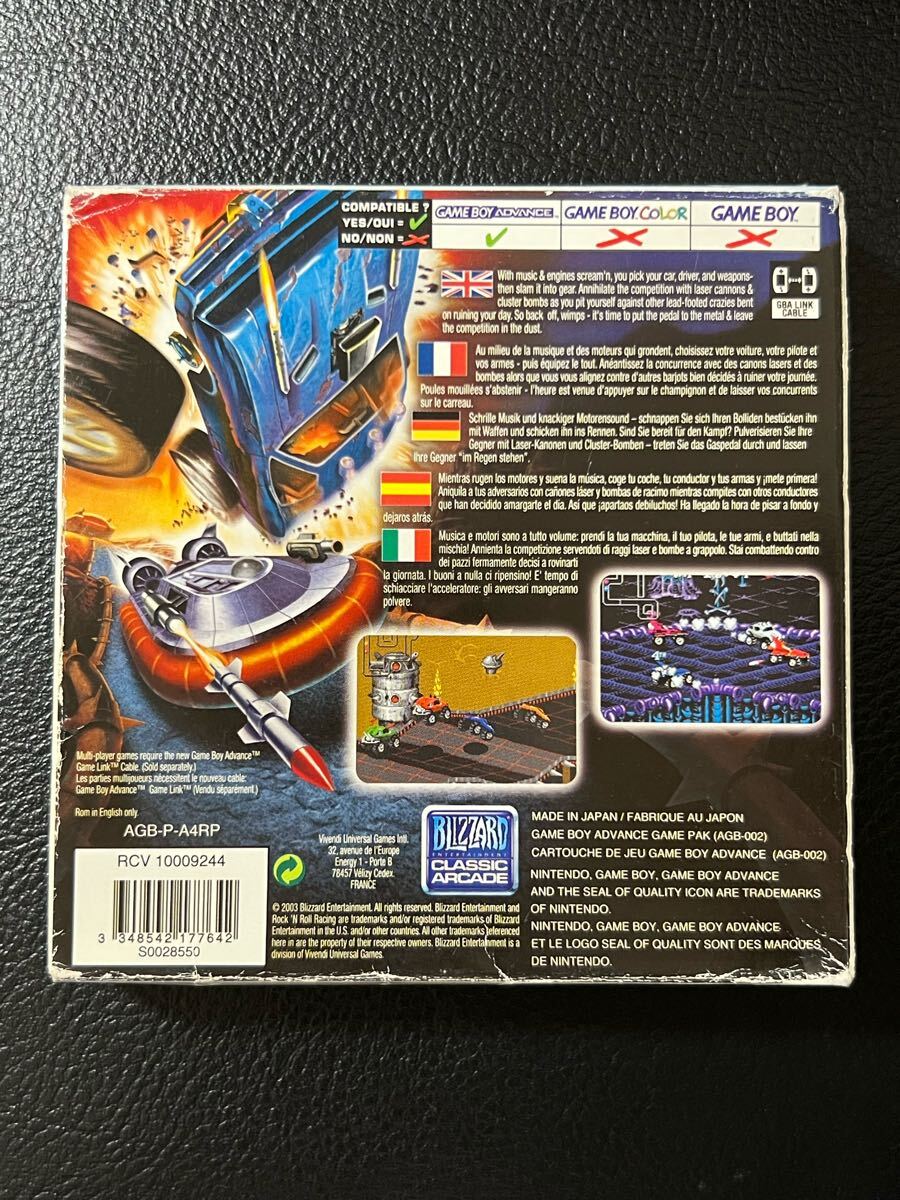 COMPATIBLE ?
YES/OUI =
NO/NON =
GAME BOY ADVANCE™
GAME BOY COLOR
GAME BOY
With music & engines scream'n, you pick your car, driver, and weapons-
then slam it into gear. Annihilate the competition with laser cannons &
cluster bombs as you pit yourself against other lead-footed crazies bent
on ruining your day. So back off, wimps - it's time to put the pedal to the metal & leave
the competition in the dust.
GBA LINK
CABLE
Au milieu de la musique et des moteurs qui grondent, choisissez votre voiture, votre pilote et
vos armes - puis équipez le tout. Anéantissez la concurrence avec des canons lasers et des
bombes alors que vous vous alignez contre d'autres barjots bien décidés à ruiner votre journée.
Poules mouillées s'abstenir - l'heure est venue d'appuyer sur le champignon et de laisser vos concurrents
sur le carreau.
Schrille Musik und knackiger Motorensound – schnappen Sie sich Ihren Bolliden bestücken ihn
mit Waffen und schicken ihn ins Rennen. Sind Sie bereit für den Kampf? Pulverisieren Sie Ihre
Gegner mit Laser-Kanonen und Cluster-Bomben – treten Sie das Gaspedal durch und lassen
Ihre Gegner "im Regen stehen".
Mientras rugen los motores y suena la música, coge tu coche, tu conductor y tus armas y ¡mete primera!
Aniquila a tus adversarios con cañones láser y bombas de racimo mientras compites con otros conductores
que han decidido amargarte el día. Así que ¡apartaos debiluchos! Ha llegado la hora de pisar a fondo y
dejaros atrás.
Musica e motori sono a tutto volume: prendi la tua macchina, il tuo pilota, le tue armi, e buttati nella
mischia! Annienta la competizione servendoti di raggi laser e bombe a grappolo. Stai combattendo contro
dei pazzi fermamente decisi a rovinarti
la giornata. I buoni a nulla ci ripensino! E' tempo di
schiacciare l'acceleratore: gli avversari mangeranno
polvere.
Multi-player games require the new Game Boy Advance™
Game Link™ Cable. (Sold separately.)
Les parties multijoueurs nécessitent le nouveau cable:
Game Boy Advance™ Game Link™ (Vendu séparément.)
Rom in English only.
AGB-P-A4RP
RCV 10009244
3 348542 177642
S0028550
Vivendi Universal Games Intl.
32, avenue de l'Europe
Energy 1 - Porte B
78457 Vélizy Cedex.
FRANCE
BLIZZARD
ENTERTAINMENT
CLASSIC
ARCADE
© 2003 Blizzard Entertainment. All rights reserved. Blizzard Entertainment and
Rock 'N Roll Racing are trademarks and/or registered trademarks of Blizzard
Entertainment in the U.S. and/or other countries. All other trademarks referenced
here in are the property of their respective owners. Blizzard Entertainment is a
division of Vivendi Universal Games.
MADE IN JAPAN / FABRIQUE AU JAPON
GAME BOY ADVANCE GAME PAK (AGB-002)
CARTOUCHE DE JEU GAME BOY ADVANCE (AGB-002)
NINTENDO, GAME BOY, GAME BOY ADVANCE
AND THE SEAL OF QUALITY ICON ARE TRADEMARKS
OF NINTENDO.
NINTENDO, GAME BOY, GAME BOY ADVANCE
ET LE LOGO SEAL OF QUALITY SONT DES MARQUES
DE NINTENDO.